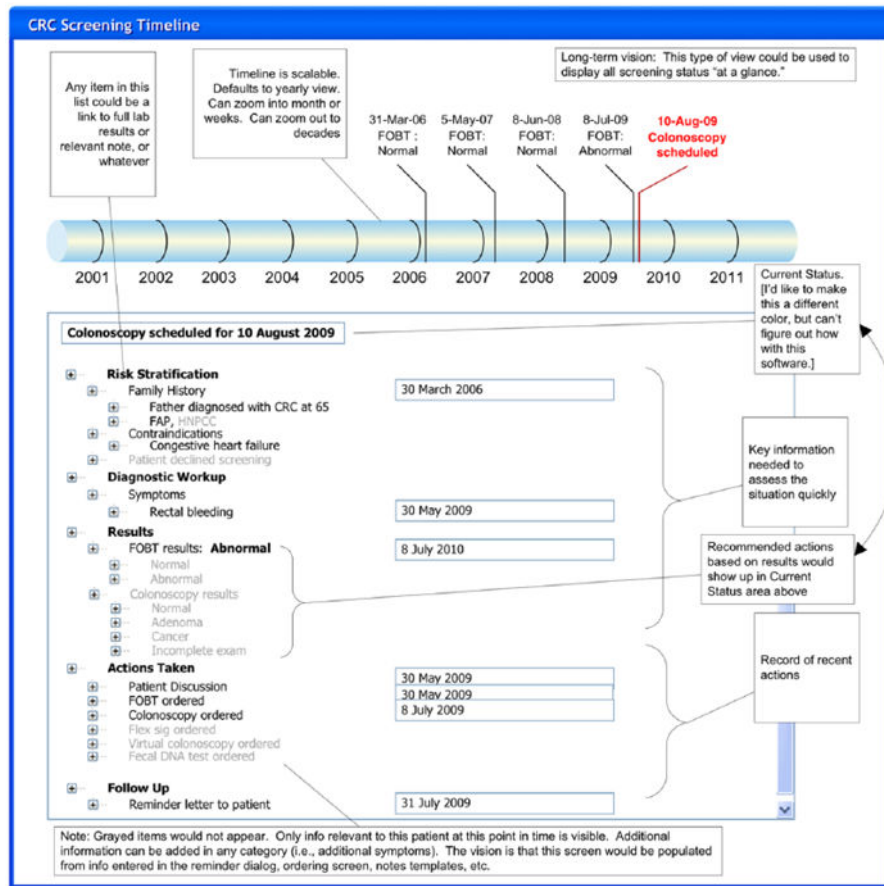 CRC Screening Timeline
Any item in this
list could be a
link to full lab
results or
relevant note, or
whatever
Timeline is scalable.
Defaults to yearly view.
Can zoom into month or
weeks. Can zoom out to
decades
Long-term vision: This type of view could be used to
display all screening status "at a glance."
31-Mar-06
FOBT :
Normal
5-May-07
FOBT:
Normal
8-Jun-08
FOBT:
Normal
8-Jul-09
FOBT:
Abnormal
10-Aug-09
Colonoscopy
scheduled
2001 2002 2003 2004 2005 2006 2007 2008 2009 2010 2011
Current Status.
[I'd like to make
this a different
color, but can't
figure out how
with this
software.]
Colonoscopy scheduled for 10 August 2009
Risk Stratification
Family History 30 March 2006
Father diagnosed with CRC at 65
FAP, HNPCC
Contraindications
Congestive heart failure
Patient declined screening
Diagnostic Workup
Symptoms
Rectal bleeding 30 May 2009
Results
FOBT results: Abnormal 8 July 2010
Normal
Abnormal
Colonoscopy results
Normal
Adenoma
Cancer
Incomplete exam
Actions Taken
Patient Discussion 30 May 2009
FOBT ordered 30 May 2009
Colonoscopy ordered 8 July 2009
Flex sig ordered
Virtual colonoscopy ordered
Fecal DNA test ordered
Follow Up
Reminder letter to patient 31 July 2009
Key information
needed to
assess the
situation quickly
Recommended actions
based on results would
show up in Current
Status area above
Record of recent
actions
Note: Grayed items would not appear. Only info relevant to this patient at this point in time is visible. Additional
information can be added in any category (i.e., additional symptoms). The vision is that this screen would be populated
from info entered in the reminder dialog, ordering screen, notes templates, etc.